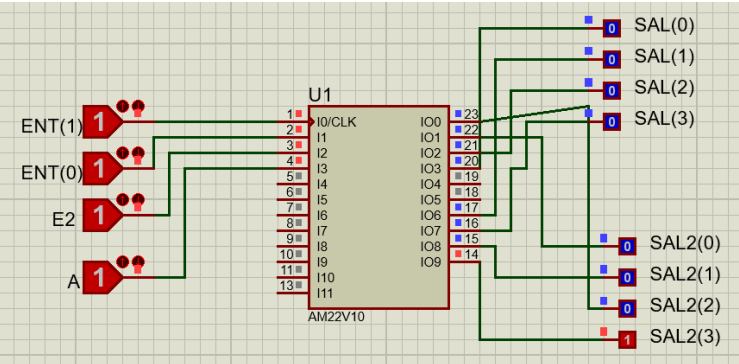 SAL(0)
0
SAL(1)
0
SAL(2)
0
SAL(3)
0
U1
ENT(1)
1
ENT(0)
1
E2
1
A
1
1
2
3
4
5
6
7
8
9
10
11
13
I0/CLK
I1
I2
I3
I4
I5
I6
I7
I8
I9
I10
I11
IO0
IO1
IO2
IO3
IO4
IO5
IO6
IO7
IO8
IO9
23
22
21
20
19
18
17
16
15
14
AM22V10
0
SAL2(0)
0
SAL2(1)
0
SAL2(2)
1
SAL2(3)